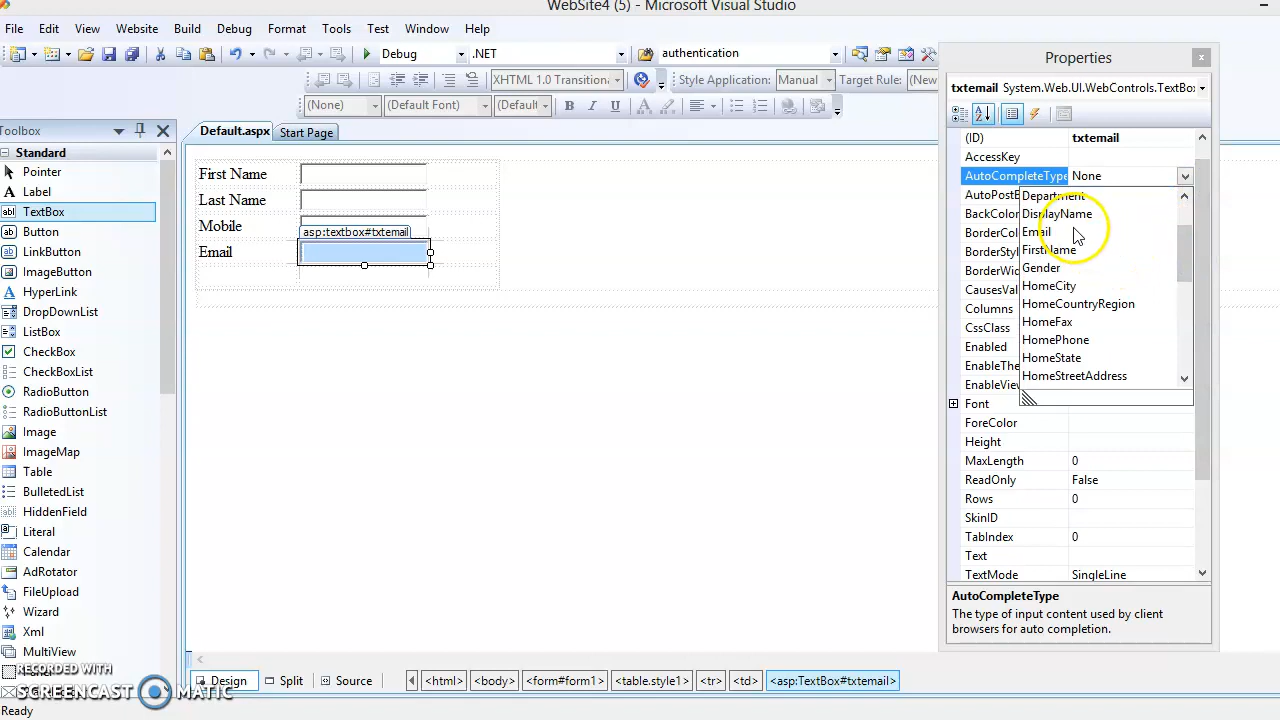 WebSite4 (5) - Microsoft Visual Studio
File Edit View Website Build Debug Format Tools Test Window Help
Debug .NET authentication
XHTML 1.0 Transition Style Application: Manual Target Rule: (New
(None) (Default Font) (Default B I U A
Toolbox
Standard
Pointer
Label
TextBox
Button
LinkButton
ImageButton
HyperLink
DropDownList
ListBox
CheckBox
CheckBoxList
RadioButton
RadioButtonList
Image
ImageMap
Table
BulletedList
HiddenField
Literal
Calendar
AdRotator
FileUpload
Wizard
Xml
MultiView
RECORDED WITH
SCREENCAST MATIC
Ready
Default.aspx Start Page
First Name
Last Name
Mobile
asp:textbox#txtemail
Email
Design Split Source <html> <body> <form#form1> <table.style1> <tr> <td> <asp:TextBox#txtemail>
Properties
txtemail System.Web.UI.WebControls.TextBo
(ID) txtemail
AccessKey
AutoCompleteType None
AutoPostB
BackColor
BorderCol
BorderStyl
BorderWid
CausesVal
Columns
CssClass
Enabled
EnableThe
EnableViev
Font
ForeColor
Height
MaxLength 0
ReadOnly False
Rows 0
SkinID
TabIndex 0
Text
TextMode SingleLine
Department
DisplayName
Email
FirstName
Gender
HomeCity
HomeCountryRegion
HomeFax
HomePhone
HomeState
HomeStreetAddress
AutoCompleteType
The type of input content used by client
browsers for auto completion.